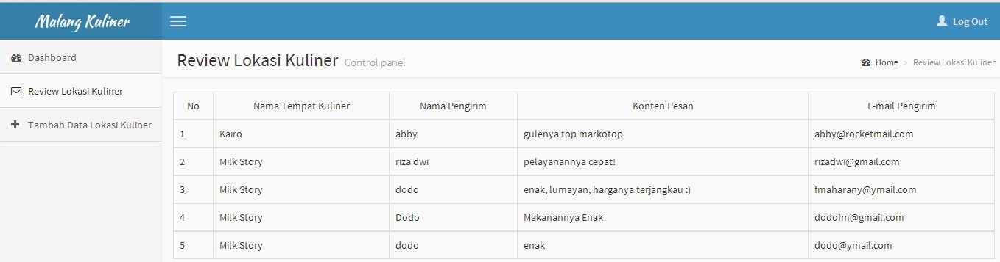 Malang Kuliner
Log Out
Dashboard
Review Lokasi Kuliner
Tambah Data Lokasi Kuliner
Review Lokasi Kuliner Control panel
Home > Review Lokasi Kuliner
No Nama Tempat Kuliner Nama Pengirim Konten Pesan E-mail Pengirim
1 Kairo abby gulenya top markotop abby@rocketmail.com
2 Milk Story riza dwi pelayanannya cepat! rizadwi@gmail.com
3 Milk Story dodo enak, lumayan, harganya terjangkau :) fmaharany@ymail.com
4 Milk Story Dodo Makanannya Enak dodofm@gmail.com
5 Milk Story dodo enak dodo@ymail.com